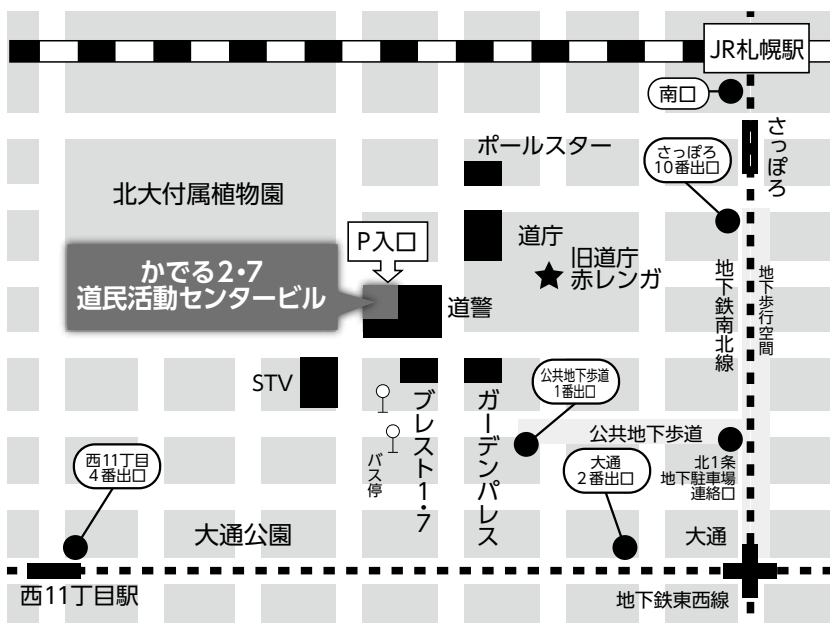 JR札幌駅
南口
さっぽろ
ポールスター
さっぽろ
10番出口
北大付属植物園
P入口
道庁
旧道庁
赤レンガ
かでる2・7
道民活動センタービル
道警
地下鉄南北線
地下歩行空間
STV
ブレスト1・7
ガーデンパレス
公共地下歩道
1番出口
公共地下歩道
バス停
西11丁目
4番出口
大通
2番出口
北1条
地下駐車場
連絡口
大通公園
大通
西11丁目駅
地下鉄東西線